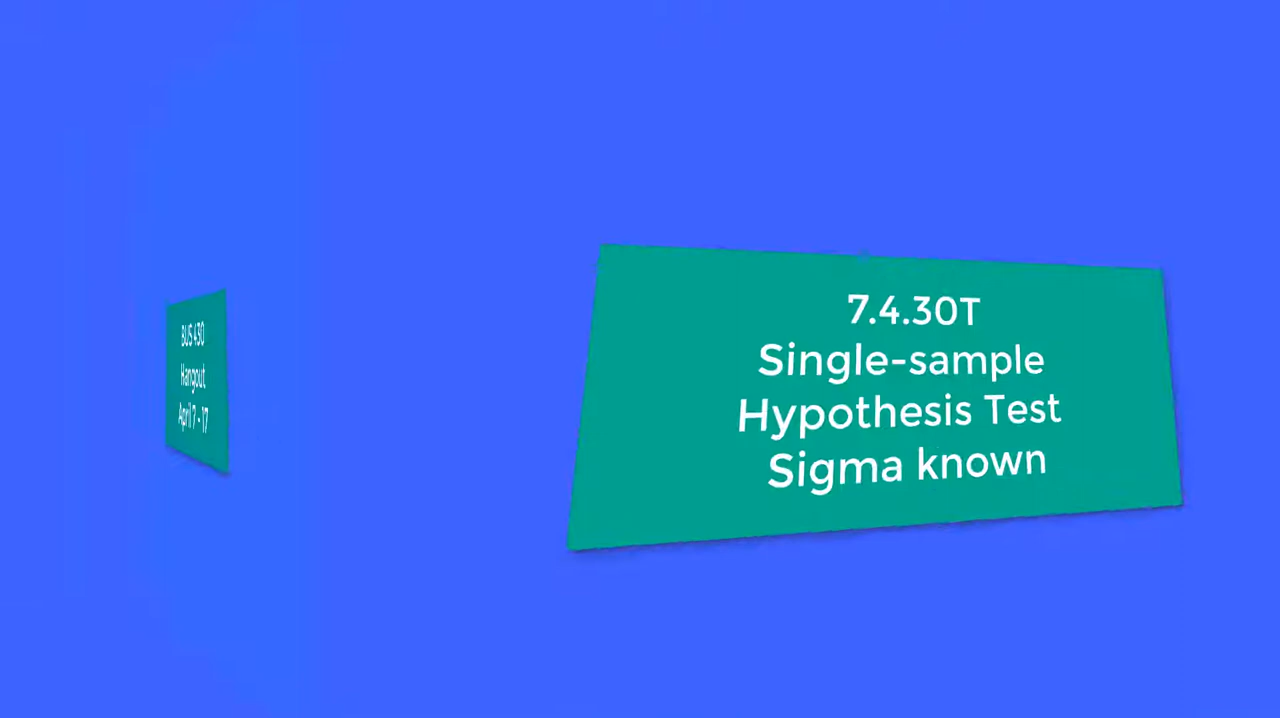 BUS 430
Hangout
April 7 - 17
7.4.30T
Single-sample
Hypothesis Test
Sigma known